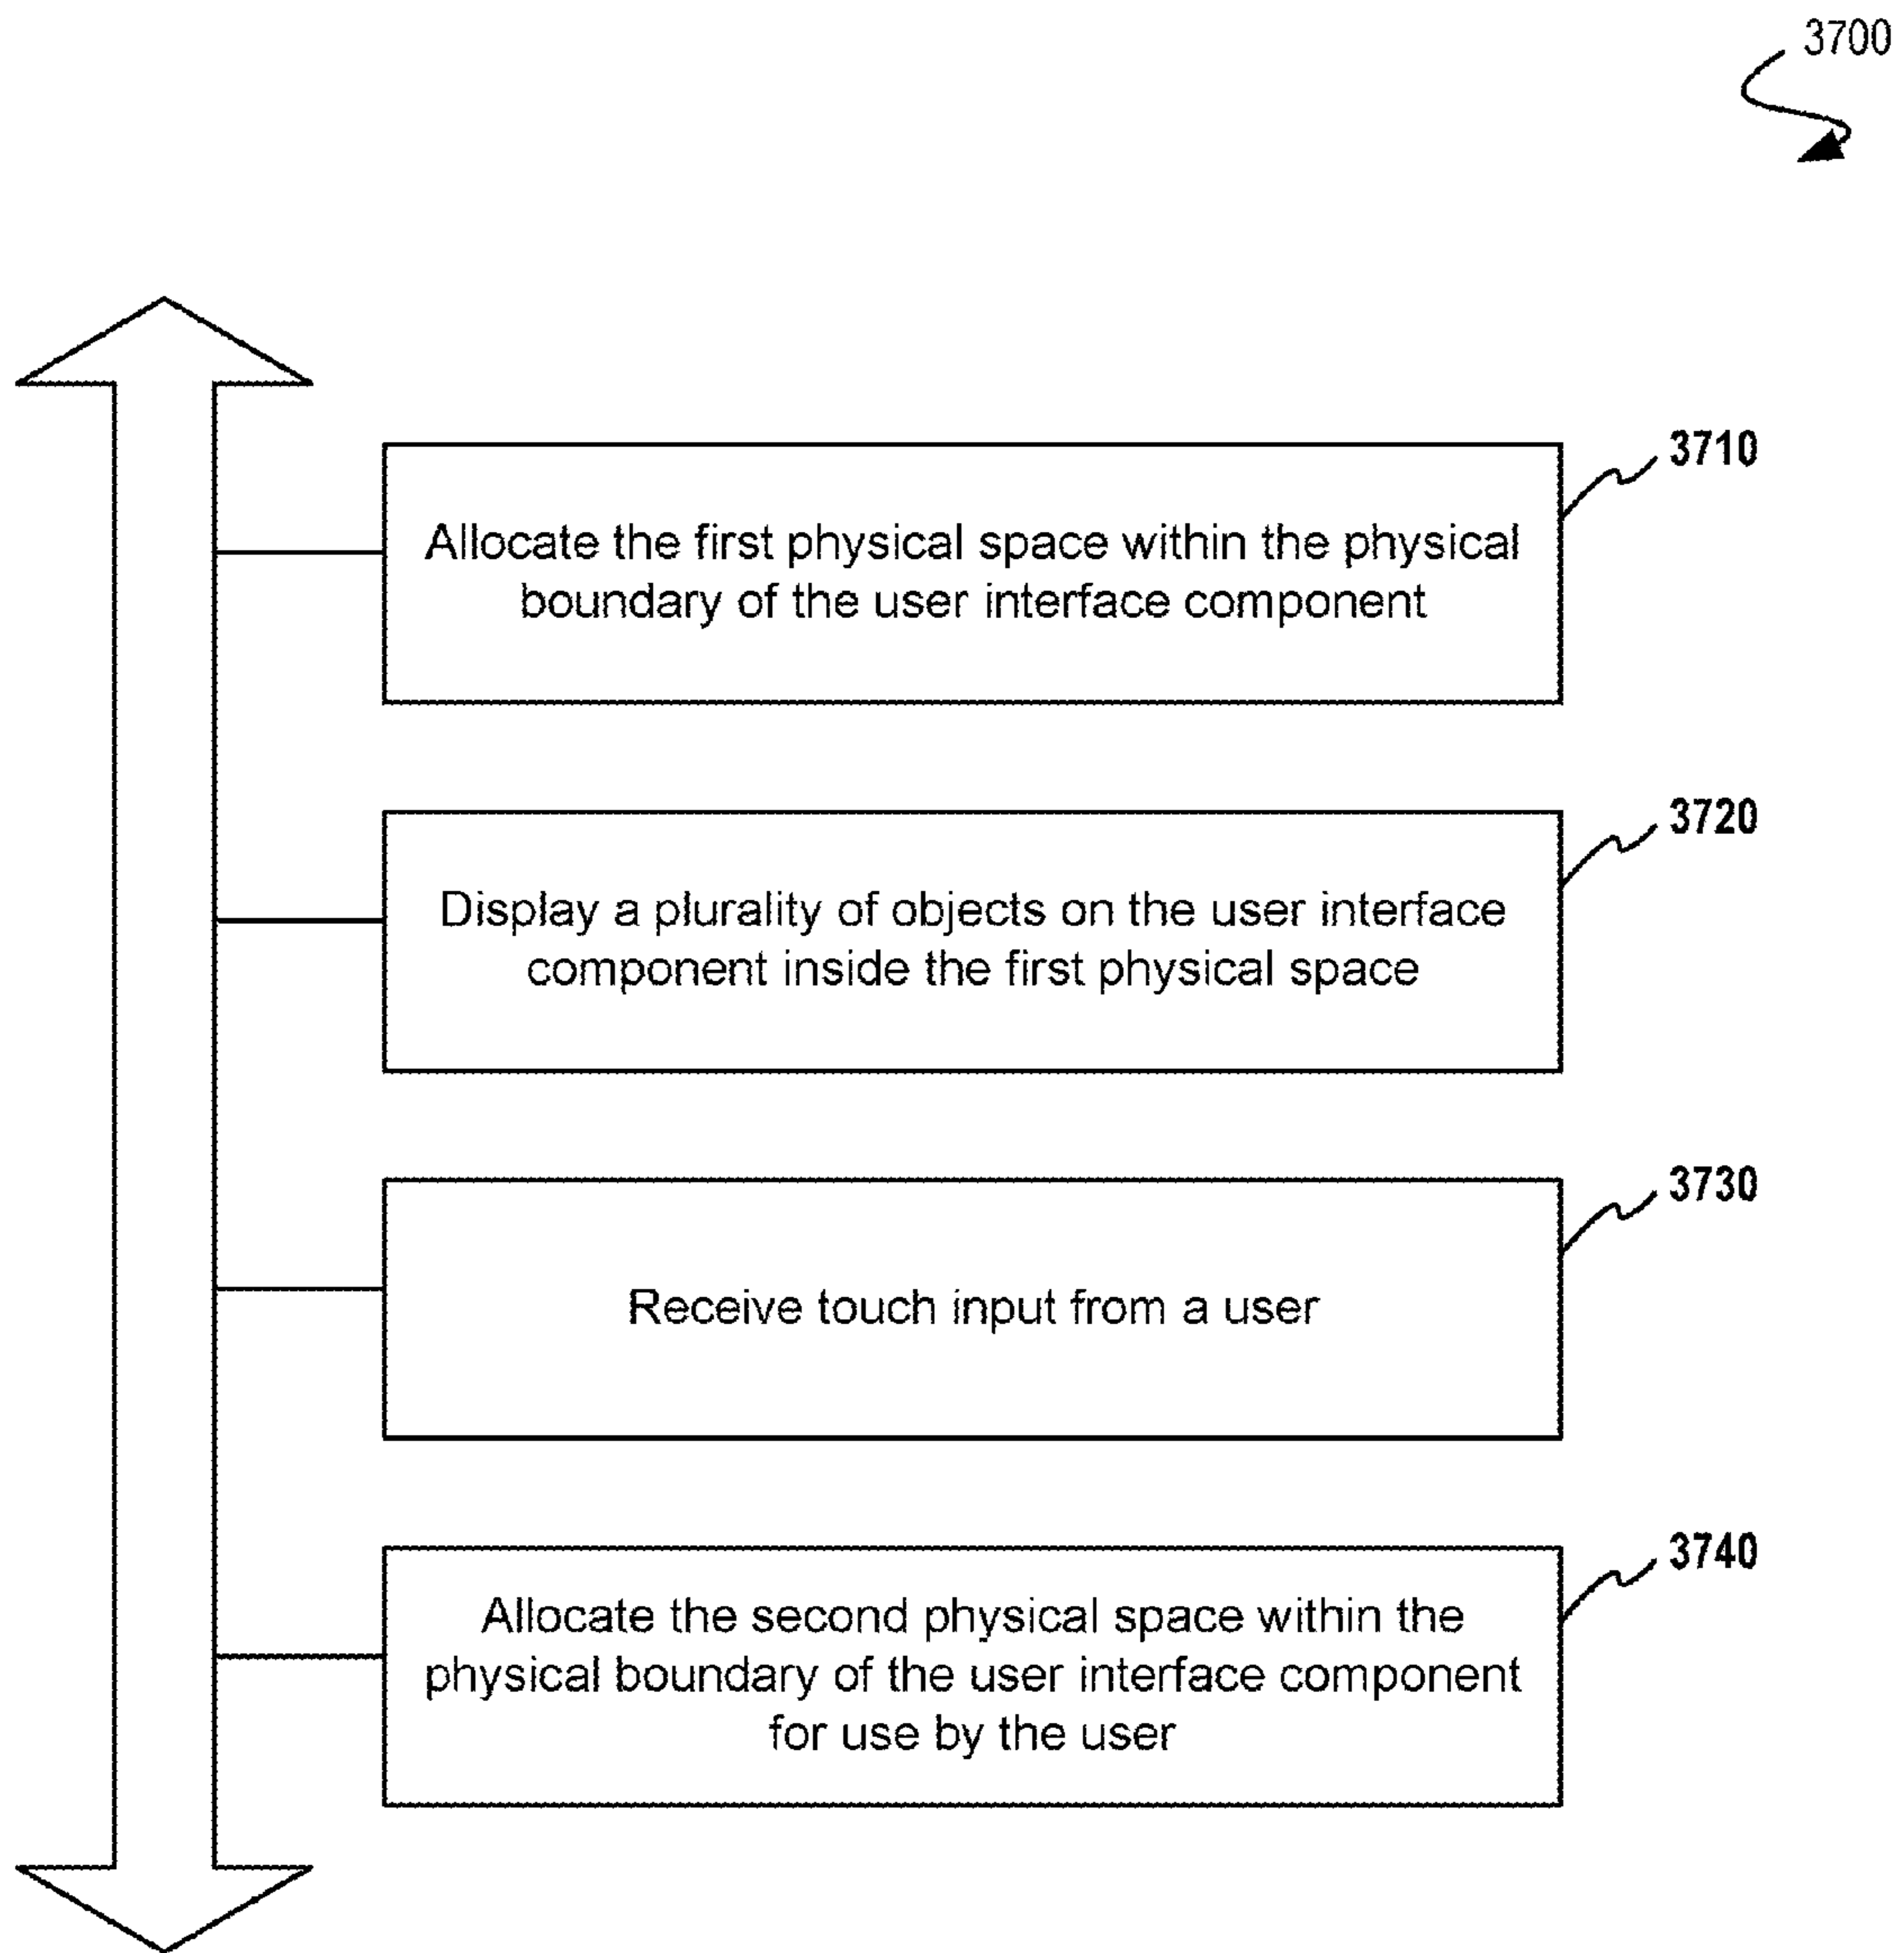 3700
3710
Allocate the first physical space within the physical
boundary of the user interface component
3720
Display a plurality of objects on the user interface
component inside the first physical space
3730
Receive touch input from a user
3740
Allocate the second physical space within the
physical boundary of the user interface component
for use by the user